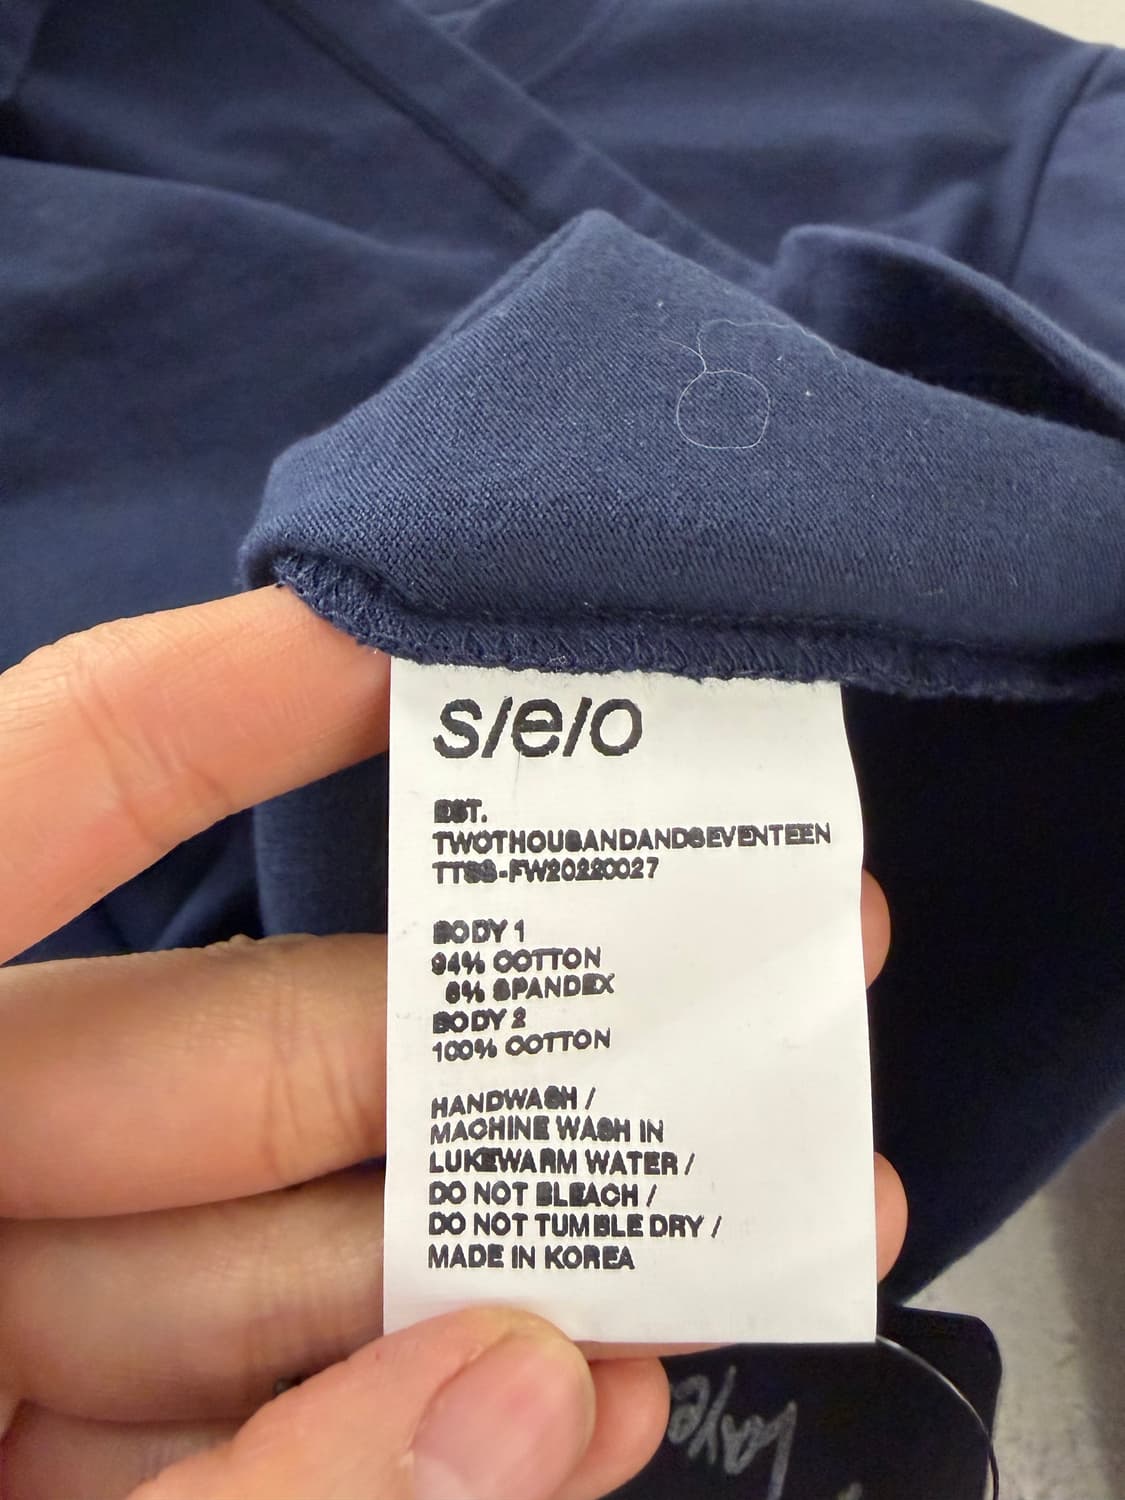 s/e/o
EST.
TWOTHOUSANDANDSEVENTEEN
TTSS-FW20220027
BODY 1
94% COTTON
6% SPANDEX
BODY 2
100% COTTON
HANDWASH /
MACHINE WASH IN
LUKEWARM WATER /
DO NOT BLEACH /
DO NOT TUMBLE DRY /
MADE IN KOREA